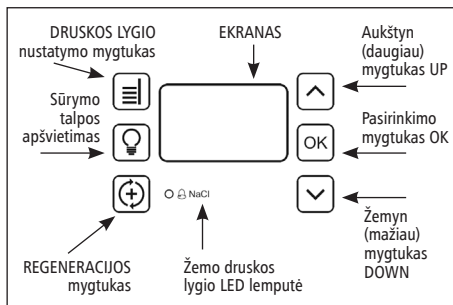 DRUSKOS LYGIO
nustatymo mygtukas
EKRANAS
Aukštyn
(daugiau)
mygtukas UP
Sūrymo
talpos
apšvietimas
Pasirinkimo
mygtukas OK
OK
NaCl
REGENERACIJOS
mygtukas
Žemo druskos
lygio LED lemputė
Žemyn
(mažiau)
mygtukas
DOWN